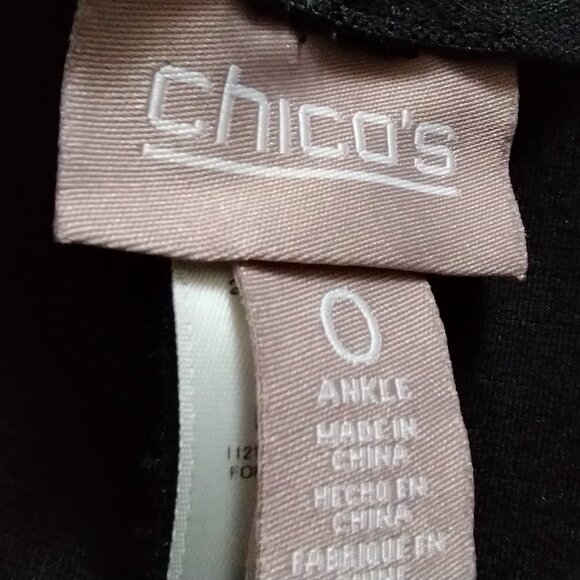 chico's
0
ANKLE
MADE IN
CHINA
HECHO EN
CHINA
FABRIQUE EN